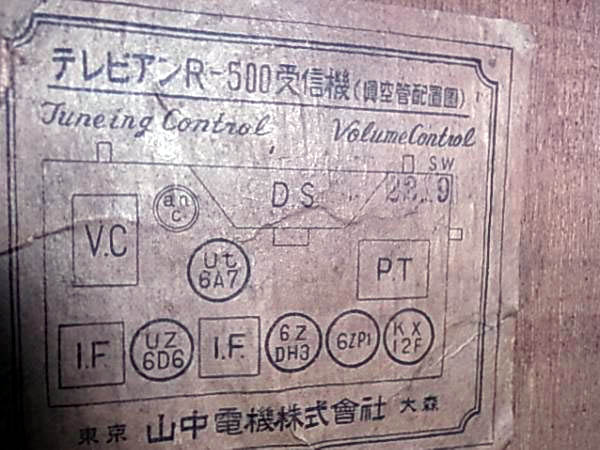 テレビアンR-500受信機(眞空管配置圖)
Tuneing Control VolumeControl
SW
an
C
D.S.
V.C
Ut
6A7
P.T
I.F.
UZ
6D6
I.F.
6Z
DH3
6ZP1
KX
12F
東京 山中電機株式會社 大森